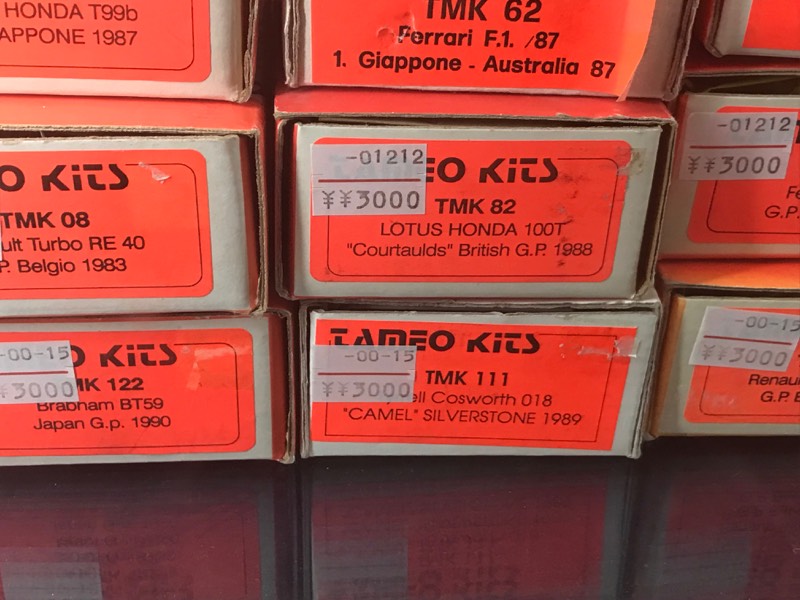 HONDA T99b
APPONE 1987
TMK 62
Ferrari F.1. /87
1. Giappone - Australia 87
O KITS
TMK 08
ult Turbo RE 40
P. Belgio 1983
-01212
¥¥3000
TAMEO KITS
TMK 82
LOTUS HONDA 100T
"Courtaulds" British G.P. 1988
-01212
¥¥3000
Fe
G.P.
-00-15
¥3000
O KITS
MK 122
Brabham BT59
Japan G.p. 1990
-00-15
¥¥3000
TAMEO KITS
TMK 111
ell Cosworth 018
"CAMEL" SILVERSTONE 1989
-00-15
¥¥3000
Renau
G.P.